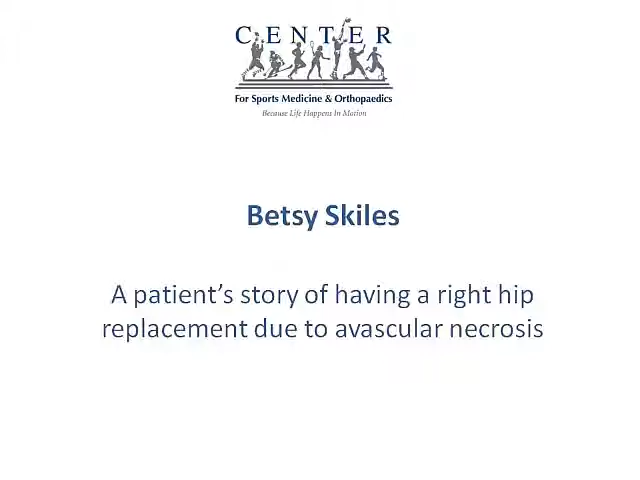 CENTER
For Sports Medicine & Orthopaedics
Because Life Happens In Motion
Betsy Skiles
A patient’s story of having a right hip
replacement due to avascular necrosis